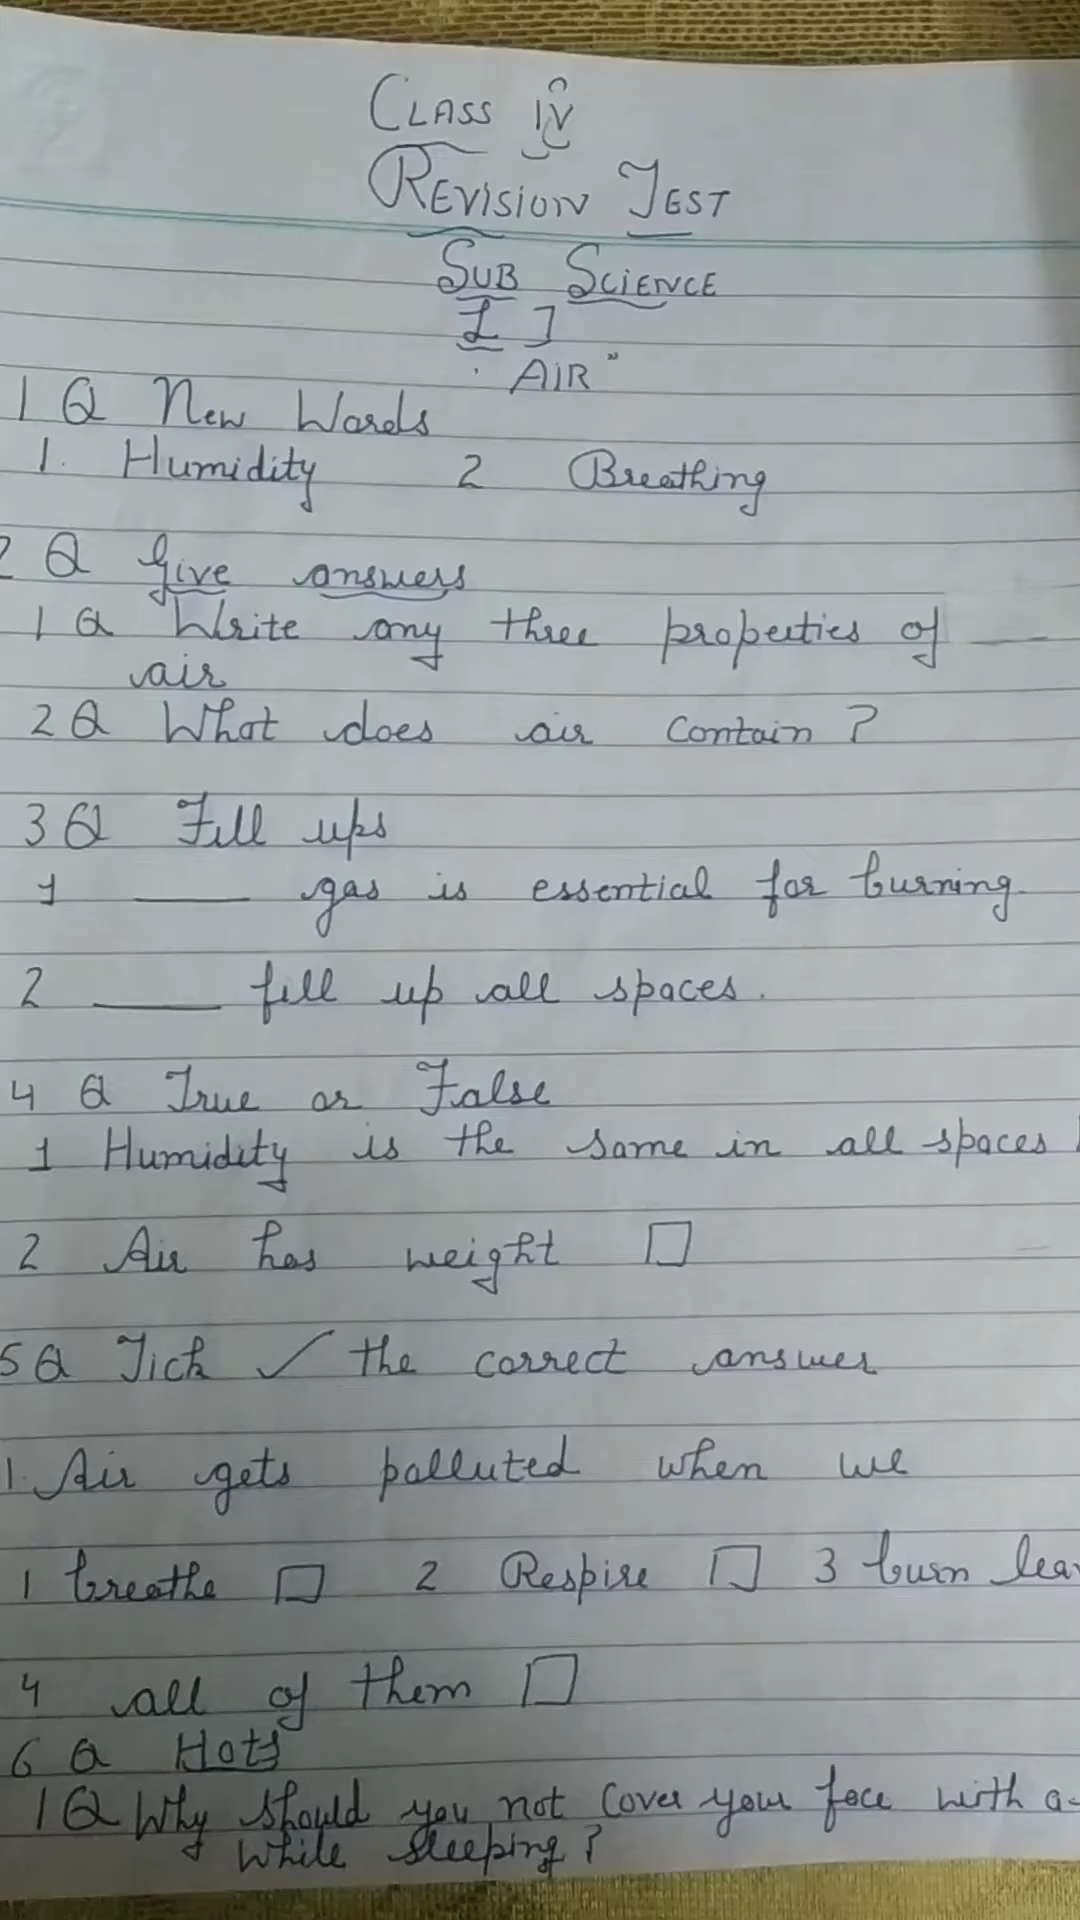 CLASS IV
REVISION TEST
SUB SCIENCE
L 7
"AIR"
1 Q New Words
1. Humidity 2 Breathing
2 Q Give answers
1 Q Write any three properties of
air
2 Q What does air contain?
3 Q Fill ups
1 ____ gas is essential for burning.
2 ____ fill up all spaces.
4 Q True or False
1 Humidity is the same in all spaces
2 Air has weight □
5 Q Tick ✓ the correct answer
1. Air gets polluted when we
1 breathe □ 2 Respire □ 3 burn
4 all of them □
6 Q Hots
1 Q Why should you not cover your face with a
while sleeping?